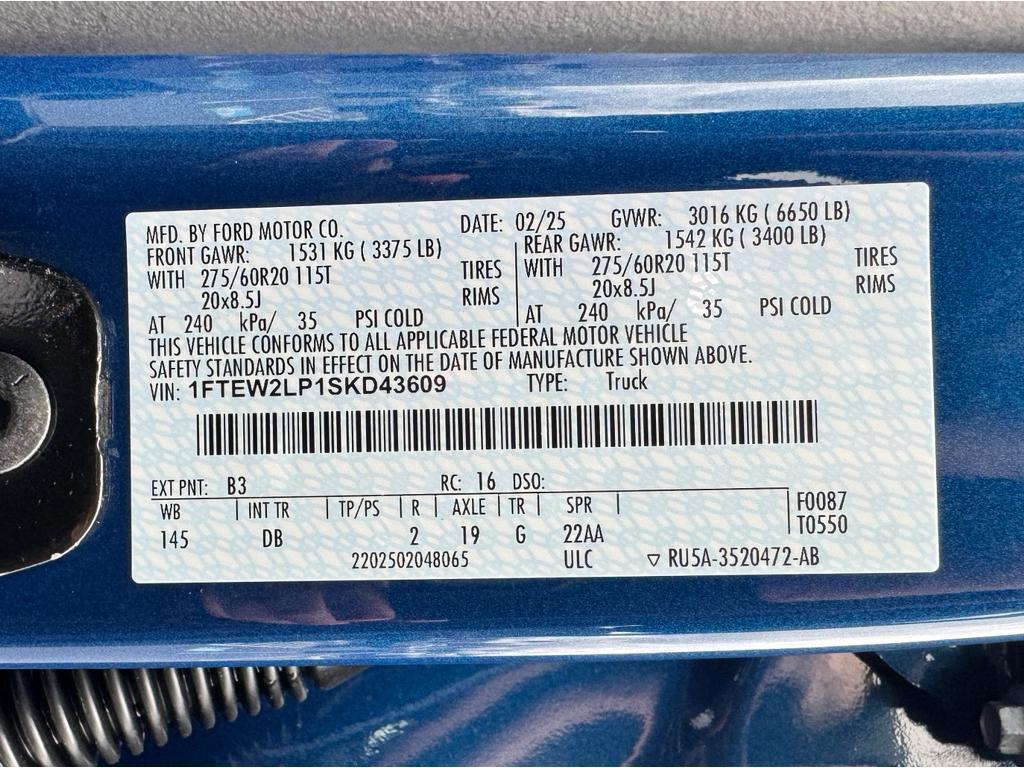 MFD. BY FORD MOTOR CO. DATE: 02/25 GVWR: 3016 KG ( 6650 LB)
FRONT GAWR: 1531 KG ( 3375 LB) REAR GAWR: 1542 KG ( 3400 LB)
WITH 275/60R20 115T TIRES WITH 275/60R20 115T TIRES
20x8.5J RIMS 20x8.5J RIMS
AT 240 kPa/ 35 PSI COLD AT 240 kPa/ 35 PSI COLD
THIS VEHICLE CONFORMS TO ALL APPLICABLE FEDERAL MOTOR VEHICLE
SAFETY STANDARDS IN EFFECT ON THE DATE OF MANUFACTURE SHOWN ABOVE.
VIN: 1FTEW2LP1SKD43609 TYPE: Truck
EXT PNT: B3 RC: 16 DSO:
WB INT TR TP/PS R AXLE TR SPR F0087
145 DB 2 19 G 22AA T0550
2202502048065 ULC ▽ RU5A-3520472-AB